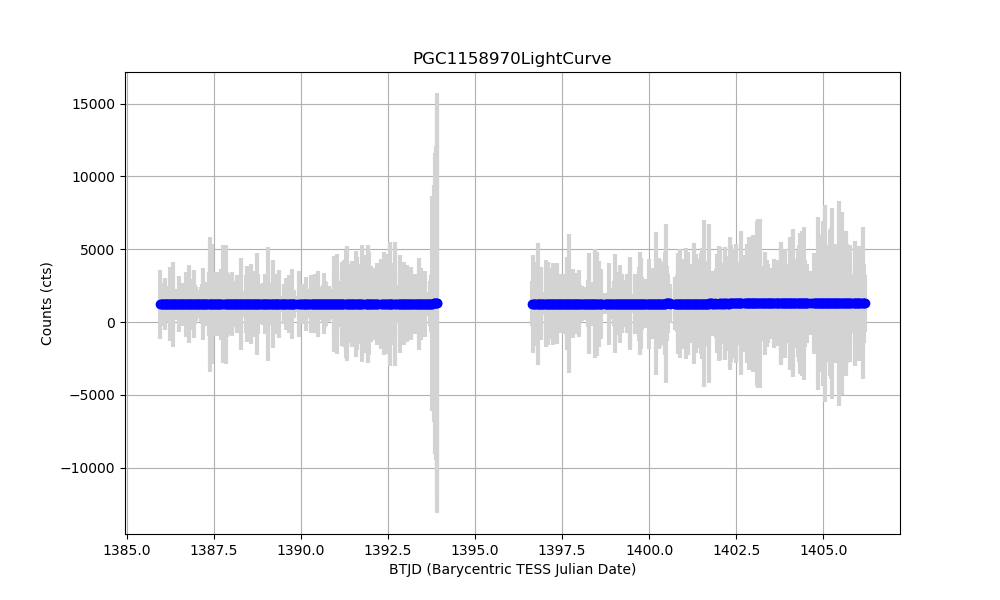 PGC1158970LightCurve
15000
10000
5000
0
−5000
−10000
Counts (cts)
1385.0 1387.5 1390.0 1392.5 1395.0 1397.5 1400.0 1402.5 1405.0
BTJD (Barycentric TESS Julian Date)